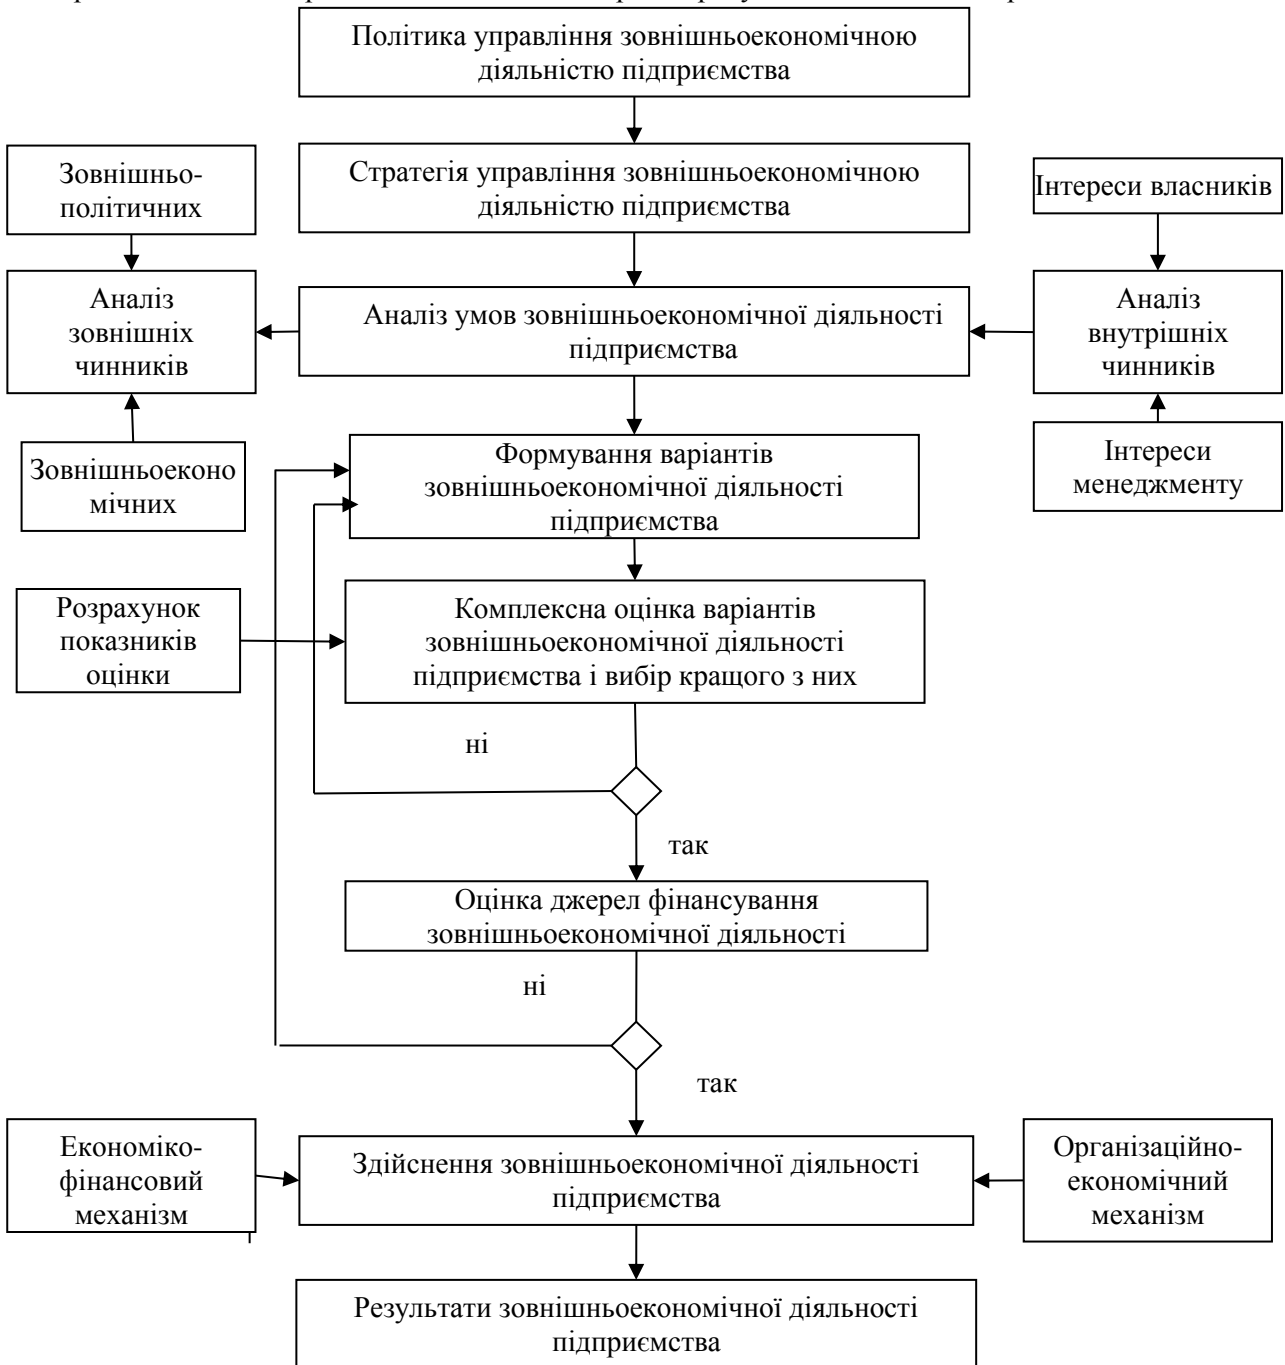 Політика управління зовнішньоекономічною
діяльністю підприємства
Зовнішньо-
політичних
Стратегія управління зовнішньоекономічною
діяльністю підприємства
Інтереси власників
Аналіз
зовнішніх
чинників
Аналіз умов зовнішньоекономічної діяльності
підприємства
Аналіз
внутрішніх
чинників
Зовнішньоеконо
мічних
Формування варіантів
зовнішньоекономічної діяльності
підприємства
Інтереси
менеджменту
Розрахунок
показників
оцінки
Комплексна оцінка варіантів
зовнішньоекономічної діяльності
підприємства і вибір кращого з них
ні
так
Оцінка джерел фінансування
зовнішньоекономічної діяльності
ні
так
Економіко-
фінансовий
механізм
Здійснення зовнішньоекономічної діяльності
підприємства
Організаційно-
економічний
механізм
Результати зовнішньоекономічної діяльності
підприємства